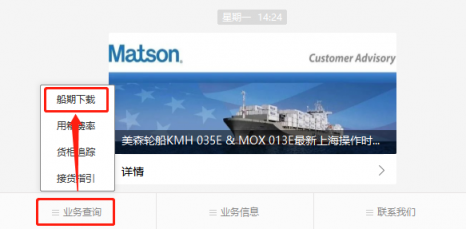 星期一 14:24
Matson.
Customer Advisory
美森轮船KMH 035E & MOX 013E最新上海操作时...
详情
船期下载
用箱费率
货柜追踪
接货指引
业务查询
业务信息
联系我们